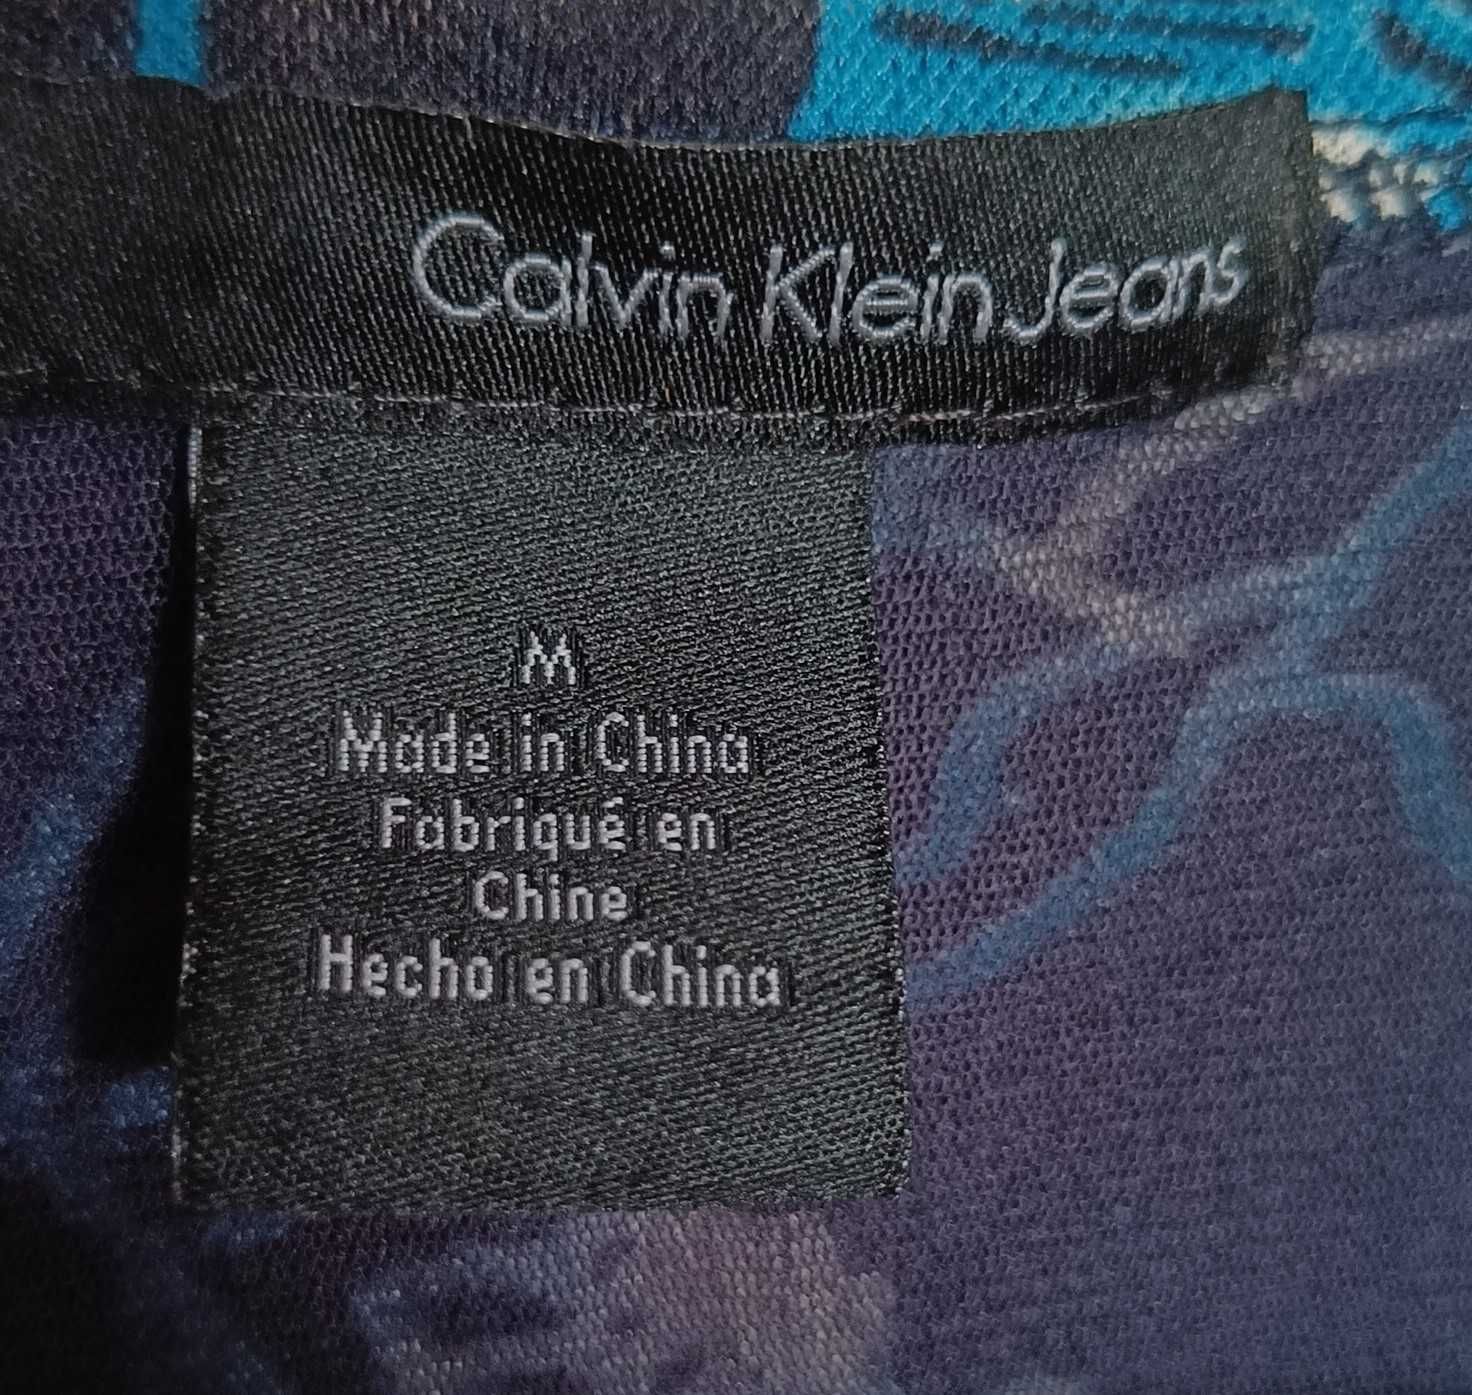 Calvin Klein Jeans
M
Made in China
Fabriqué en
Chine
Hecho en China